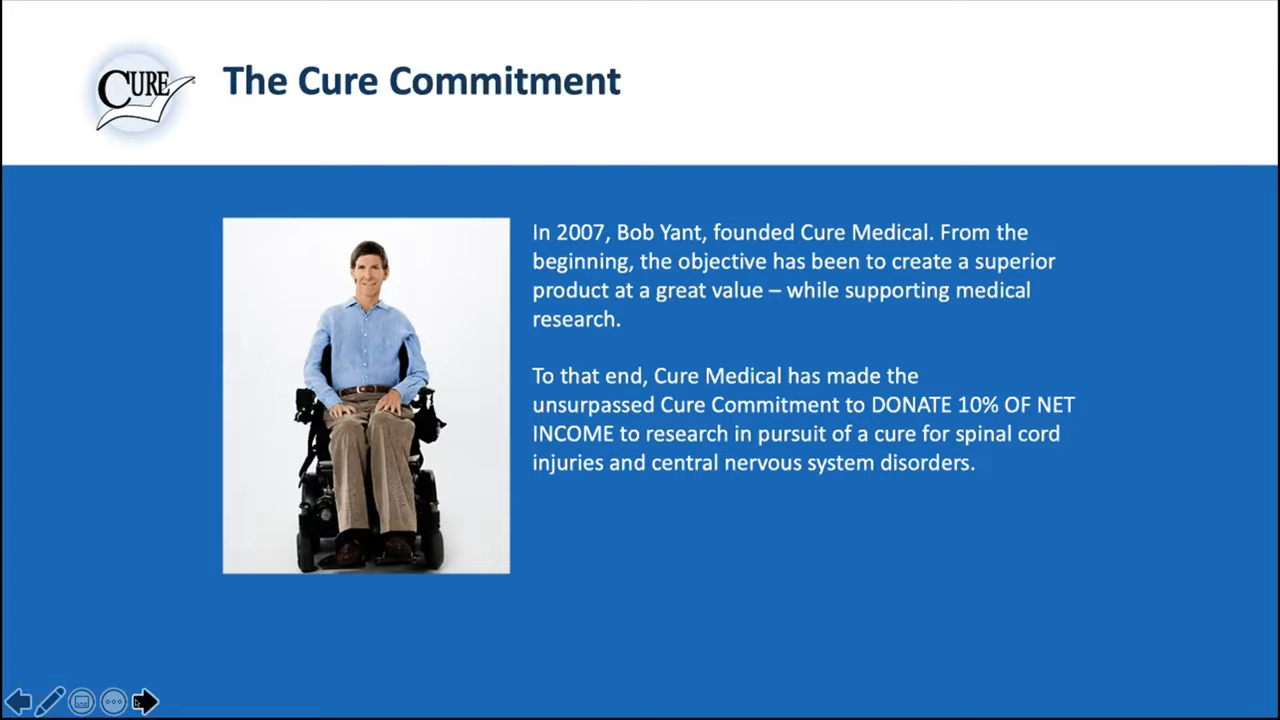 CURE
The Cure Commitment
In 2007, Bob Yant, founded Cure Medical. From the
beginning, the objective has been to create a superior
product at a great value – while supporting medical
research.
To that end, Cure Medical has made the
unsurpassed Cure Commitment to DONATE 10% OF NET
INCOME to research in pursuit of a cure for spinal cord
injuries and central nervous system disorders.